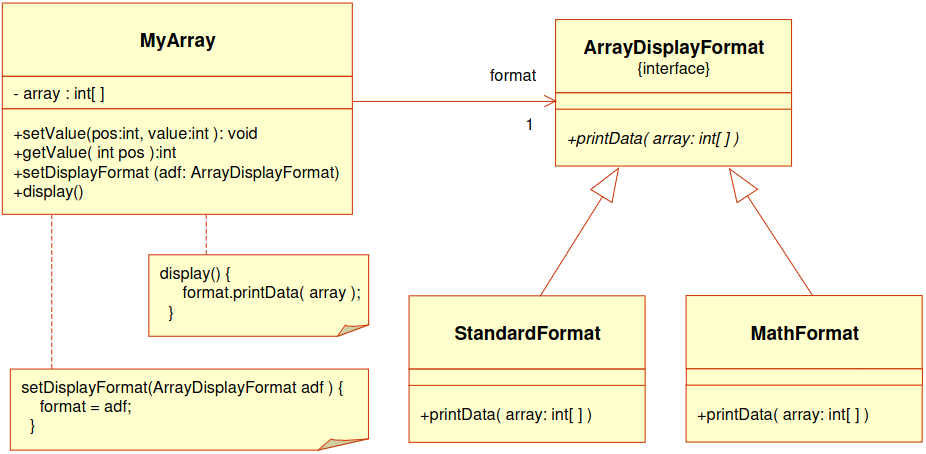 MyArray
- array : int[ ]
+setValue(pos:int, value:int ): void
+getValue( int pos ):int
+setDisplayFormat (adf: ArrayDisplayFormat)
+display()
format
1
ArrayDisplayFormat
{interface}
+printData( array: int[ ] )
display() {
format.printData( array );
}
setDisplayFormat(ArrayDisplayFormat adf ) {
format = adf;
}
StandardFormat
+printData( array: int[ ] )
MathFormat
+printData( array: int[ ] )